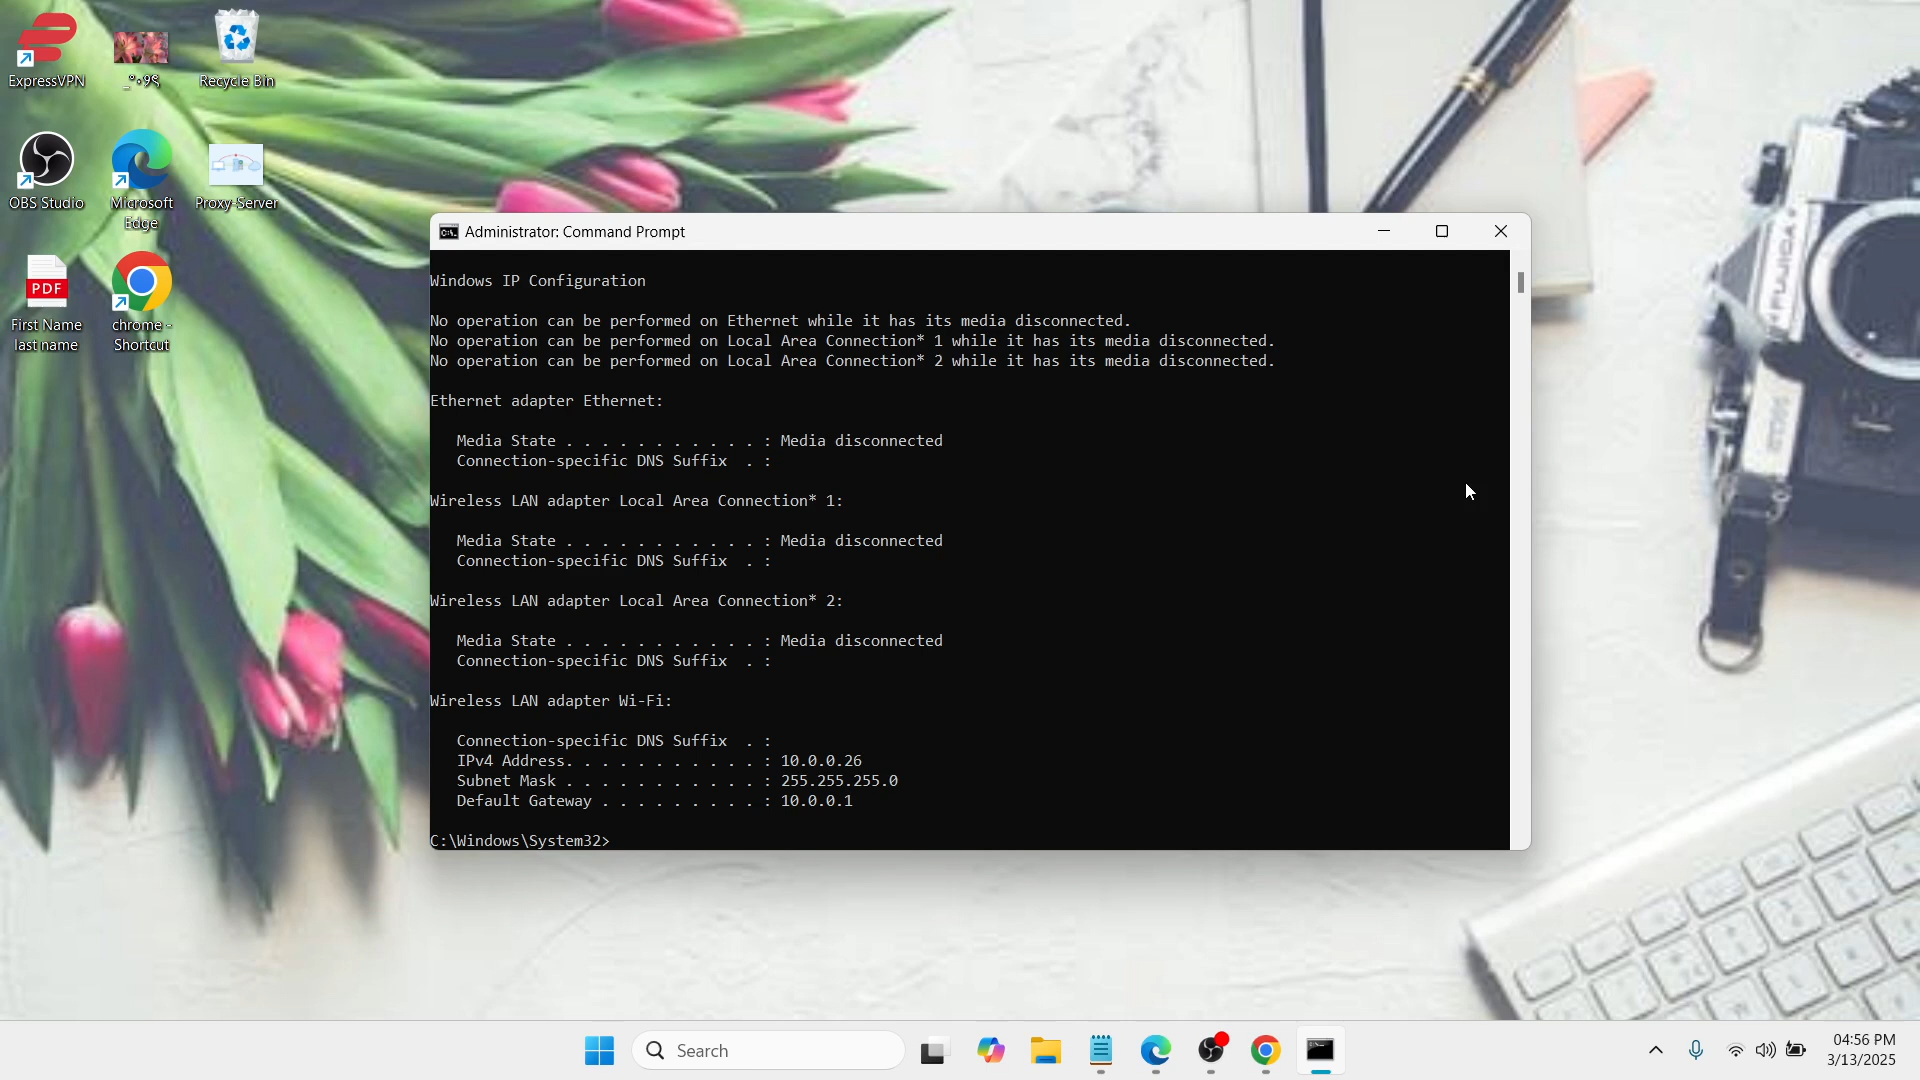 ExpressVPN
Recycle Bin
OBS Studio
Microsoft
Edge
Proxy-Server
PDF
First Name
last name
chrome -
Shortcut
Administrator: Command Prompt
Windows IP Configuration
No operation can be performed on Ethernet while it has its media disconnected.
No operation can be performed on Local Area Connection* 1 while it has its media disconnected.
No operation can be performed on Local Area Connection* 2 while it has its media disconnected.
Ethernet adapter Ethernet:
Media State . . . . . . . . . . . : Media disconnected
Connection-specific DNS Suffix  . :
Wireless LAN adapter Local Area Connection* 1:
Media State . . . . . . . . . . . : Media disconnected
Connection-specific DNS Suffix  . :
Wireless LAN adapter Local Area Connection* 2:
Media State . . . . . . . . . . . : Media disconnected
Connection-specific DNS Suffix  . :
Wireless LAN adapter Wi-Fi:
Connection-specific DNS Suffix  . :
IPv4 Address. . . . . . . . . . . : 10.0.0.26
Subnet Mask . . . . . . . . . . . : 255.255.255.0
Default Gateway . . . . . . . . . : 10.0.0.1
C:\Windows\System32>
FUJICA
Search
04:56 PM
3/13/2025